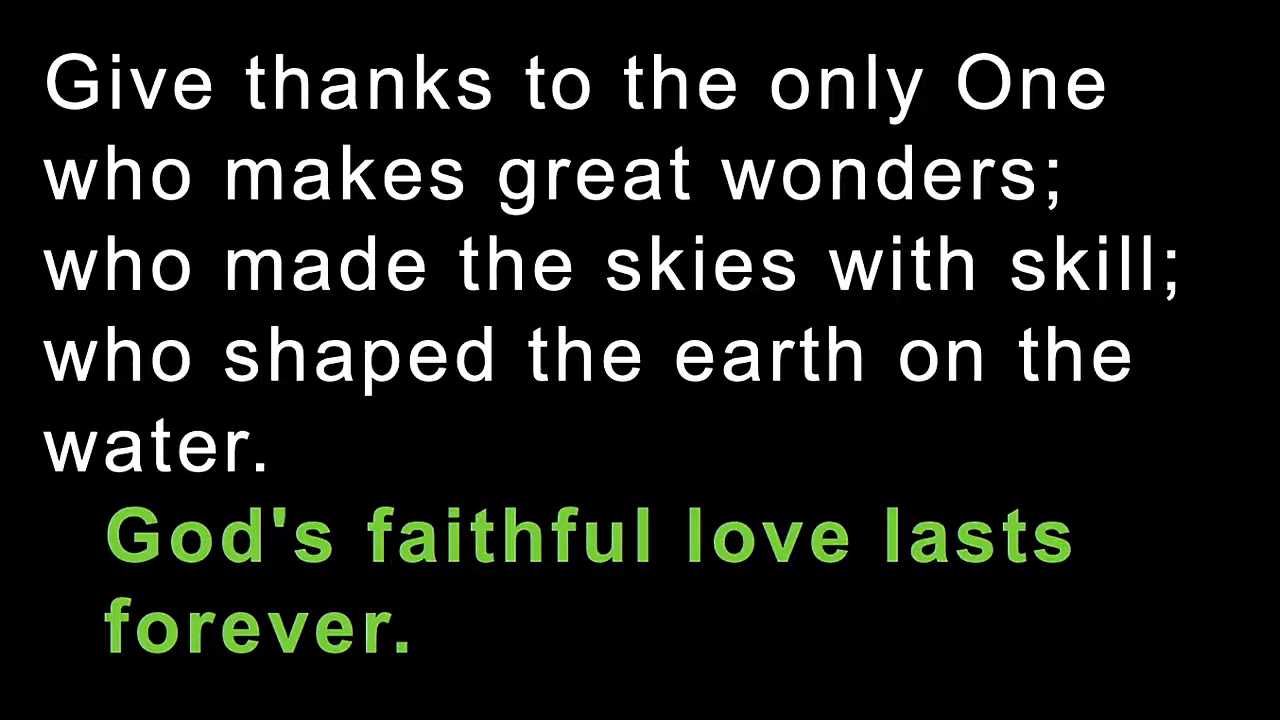 Give thanks to the only One
who makes great wonders;
who made the skies with skill;
who shaped the earth on the
water.
God's faithful love lasts
forever.